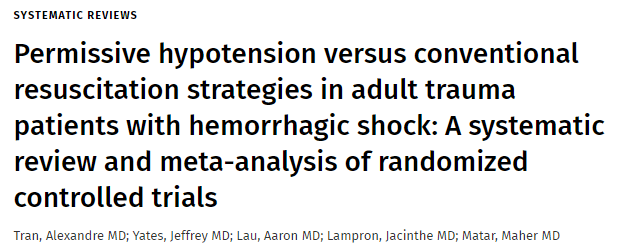 SYSTEMATIC REVIEWS
Permissive hypotension versus conventional
resuscitation strategies in adult trauma
patients with hemorrhagic shock: A systematic
review and meta-analysis of randomized
controlled trials
Tran, Alexandre MD; Yates, Jeffrey MD; Lau, Aaron MD; Lampron, Jacinthe MD; Matar, Maher MD